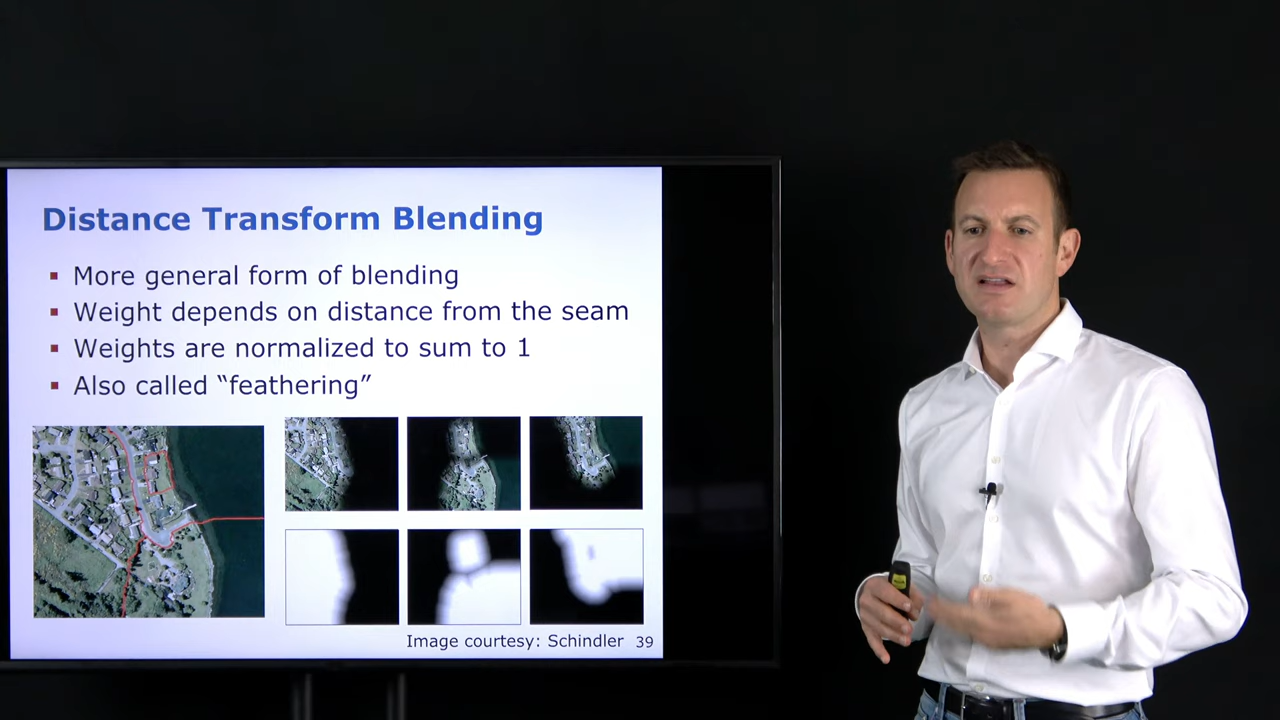 Distance Transform Blending
▪ More general form of blending
▪ Weight depends on distance from the seam
▪ Weights are normalized to sum to 1
▪ Also called “feathering”
Image courtesy: Schindler 39